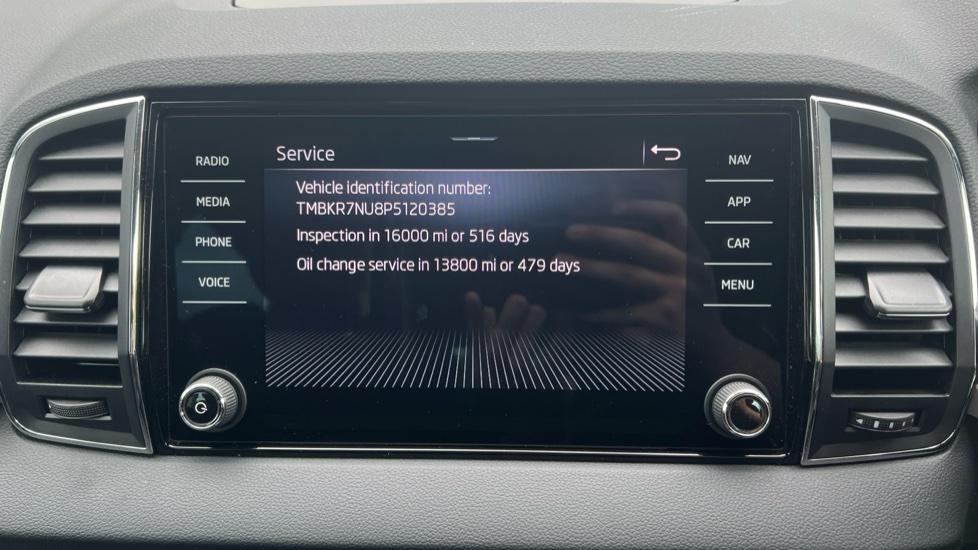 Service
Vehicle identification number:
TMBKR7NU8P5120385
Inspection in 16000 mi or 516 days
Oil change service in 13800 mi or 479 days
RADIO
MEDIA
PHONE
VOICE
NAV
APP
CAR
MENU